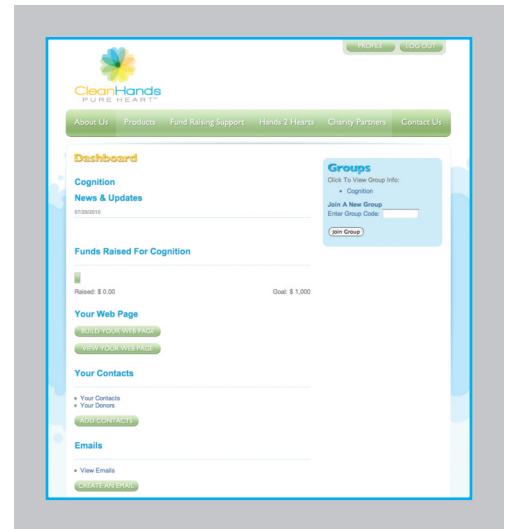 PROFILE LOG OUT
CleanHands
PURE HEART™
About Us Products Fund Raising Support Hands 2 Hearts Charity Partners Contact Us
Dashboard
Cognition
News & Updates
07/20/2010
Funds Raised For Cognition
Raised: $ 0.00 Goal: $ 1,000
Your Web Page
BUILD YOUR WEB PAGE
VIEW YOUR WEB PAGE
Your Contacts
• Your Contacts
• Your Donors
ADD CONTACTS
Emails
• View Emails
CREATE AN EMAIL
Groups
Click To View Group Info:
• Cognition
Join A New Group
Enter Group Code:
Join Group